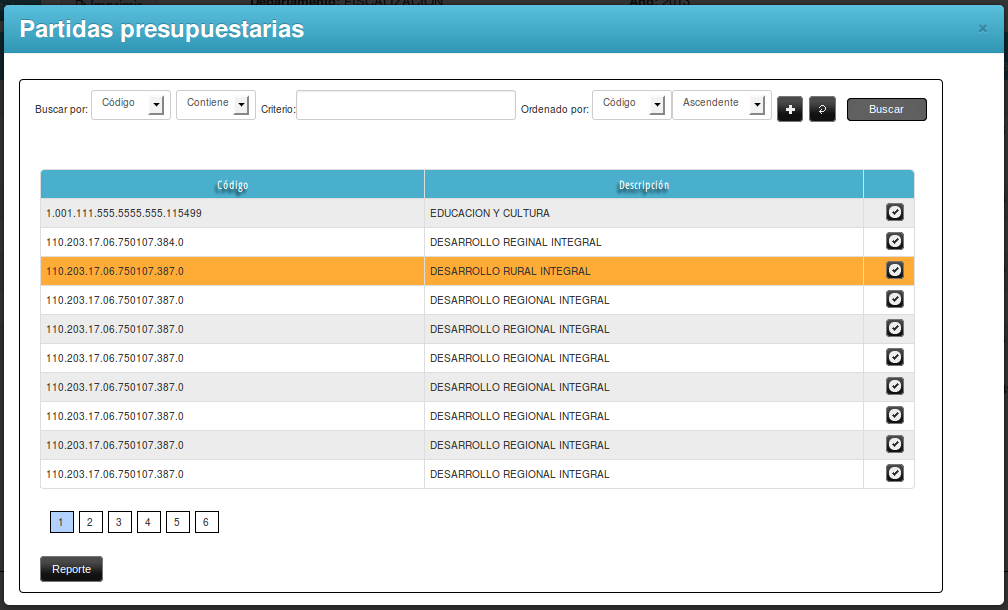 Imprimir Departamento: FISCALIZACION Año: 2013
Partidas presupuestarias ×
Buscar por: Código Contiene Criterio: Ordenado por: Código Ascendente Buscar
Código Descripción
1.001.111.555.5555.555.115499 EDUCACION Y CULTURA
110.203.17.06.750107.384.0 DESARROLLO REGINAL INTEGRAL
110.203.17.06.750107.387.0 DESARROLLO RURAL INTEGRAL
110.203.17.06.750107.387.0 DESARROLLO REGIONAL INTEGRAL
110.203.17.06.750107.387.0 DESARROLLO REGIONAL INTEGRAL
110.203.17.06.750107.387.0 DESARROLLO REGIONAL INTEGRAL
110.203.17.06.750107.387.0 DESARROLLO REGIONAL INTEGRAL
110.203.17.06.750107.387.0 DESARROLLO REGIONAL INTEGRAL
110.203.17.06.750107.387.0 DESARROLLO REGIONAL INTEGRAL
110.203.17.06.750107.387.0 DESARROLLO REGIONAL INTEGRAL
1 2 3 4 5 6
Reporte